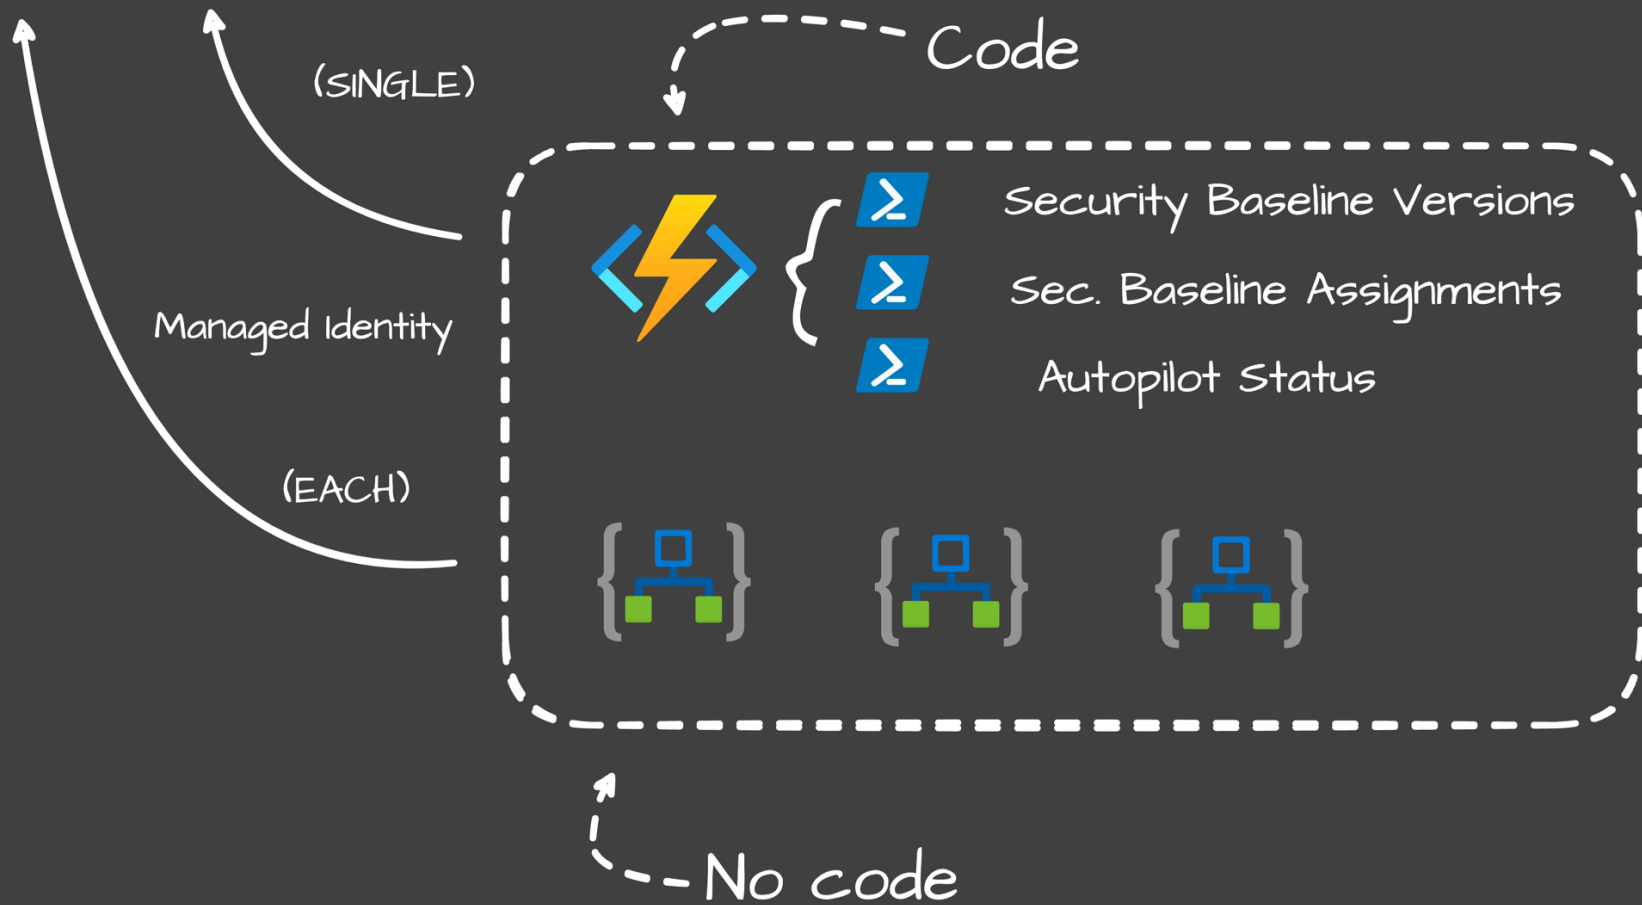 Code
(SINGLE)
Security Baseline Versions
Sec. Baseline Assignments
Managed Identity
Autopilot Status
(EACH)
No code